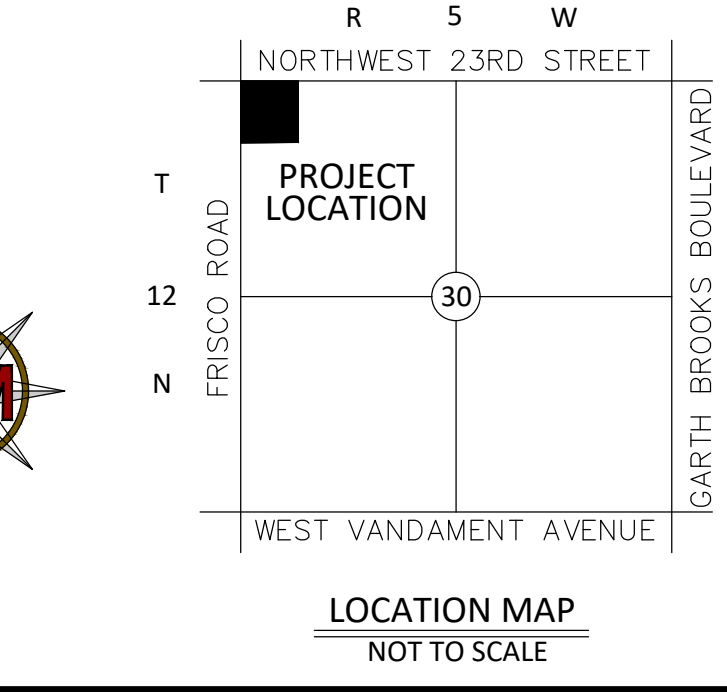 R 5 W
NORTHWEST 23RD STREET
T
PROJECT
LOCATION
12
30
N
FRISCO ROAD
GARTH BROOKS BOULEVARD
WEST VANDAMENT AVENUE
LOCATION MAP
NOT TO SCALE